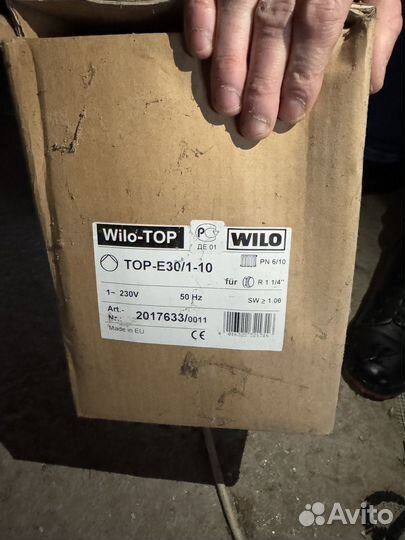 Wilo-TOP
РС
ДЕ 01
WILO
TOP-E30/1-10
PN 6/10
für R 1 1/4"
1~ 230V 50 Hz
SW ≥ 1.06
Art.-
Nr.: 2017633/0011
Made in EU
CE
Avito